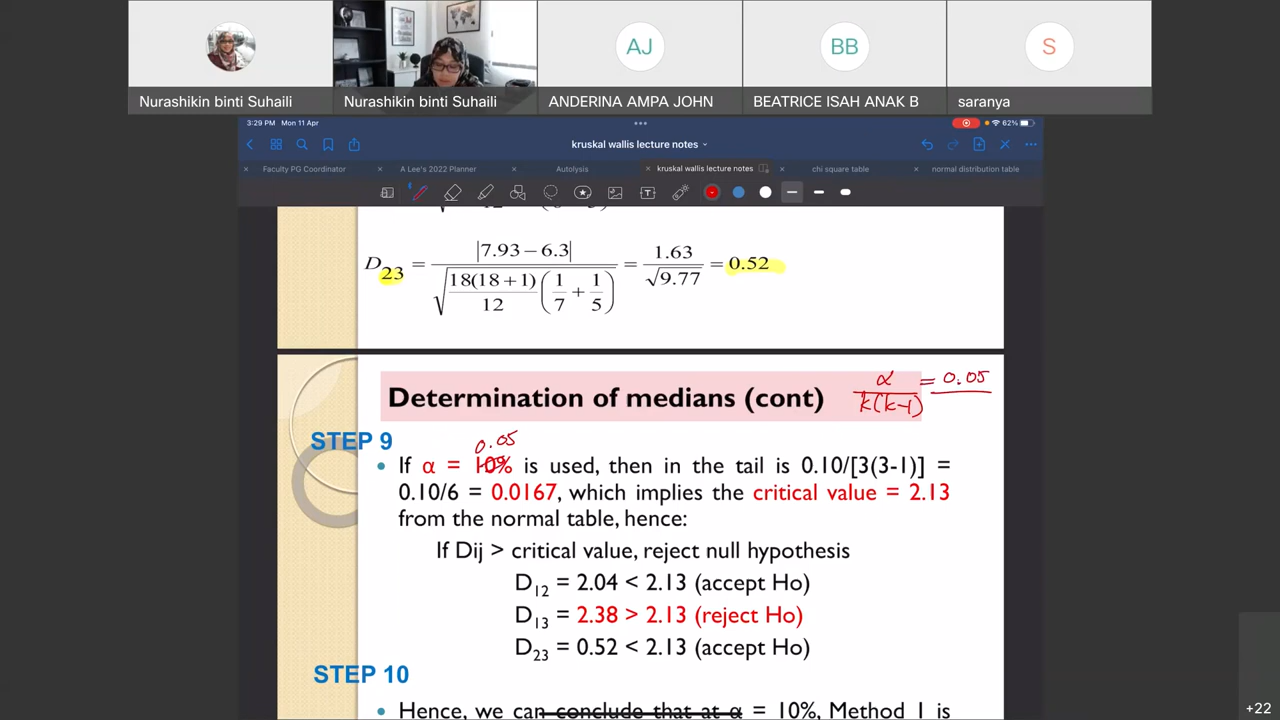 AJ
BB
S
Nurashikin binti Suhaili
Nurashikin binti Suhaili
ANDERINA AMPA JOHN
BEATRICE ISAH ANAK B
saranya
3:29 PM Mon 11 Apr
62%
kruskal wallis lecture notes
Faculty PG Coordinator
A Lee's 2022 Planner
Autolysis
kruskal wallis lecture notes
chi square table
normal distribution table
D23 = |7.93 − 6.3| / √(18(18+1)/12 (1/7 + 1/5)) = 1.63/√9.77 = 0.52
Determination of medians (cont)
α/k(k-1) = 0.05
STEP 9
0.05
• If α = 10% is used, then in the tail is 0.10/[3(3-1)] =
0.10/6 = 0.0167, which implies the critical value = 2.13
from the normal table, hence:
If Dij > critical value, reject null hypothesis
D12 = 2.04 < 2.13 (accept Ho)
D13 = 2.38 > 2.13 (reject Ho)
D23 = 0.52 < 2.13 (accept Ho)
STEP 10
• Hence, we can conclude that at α = 10%, Method 1 is
+22